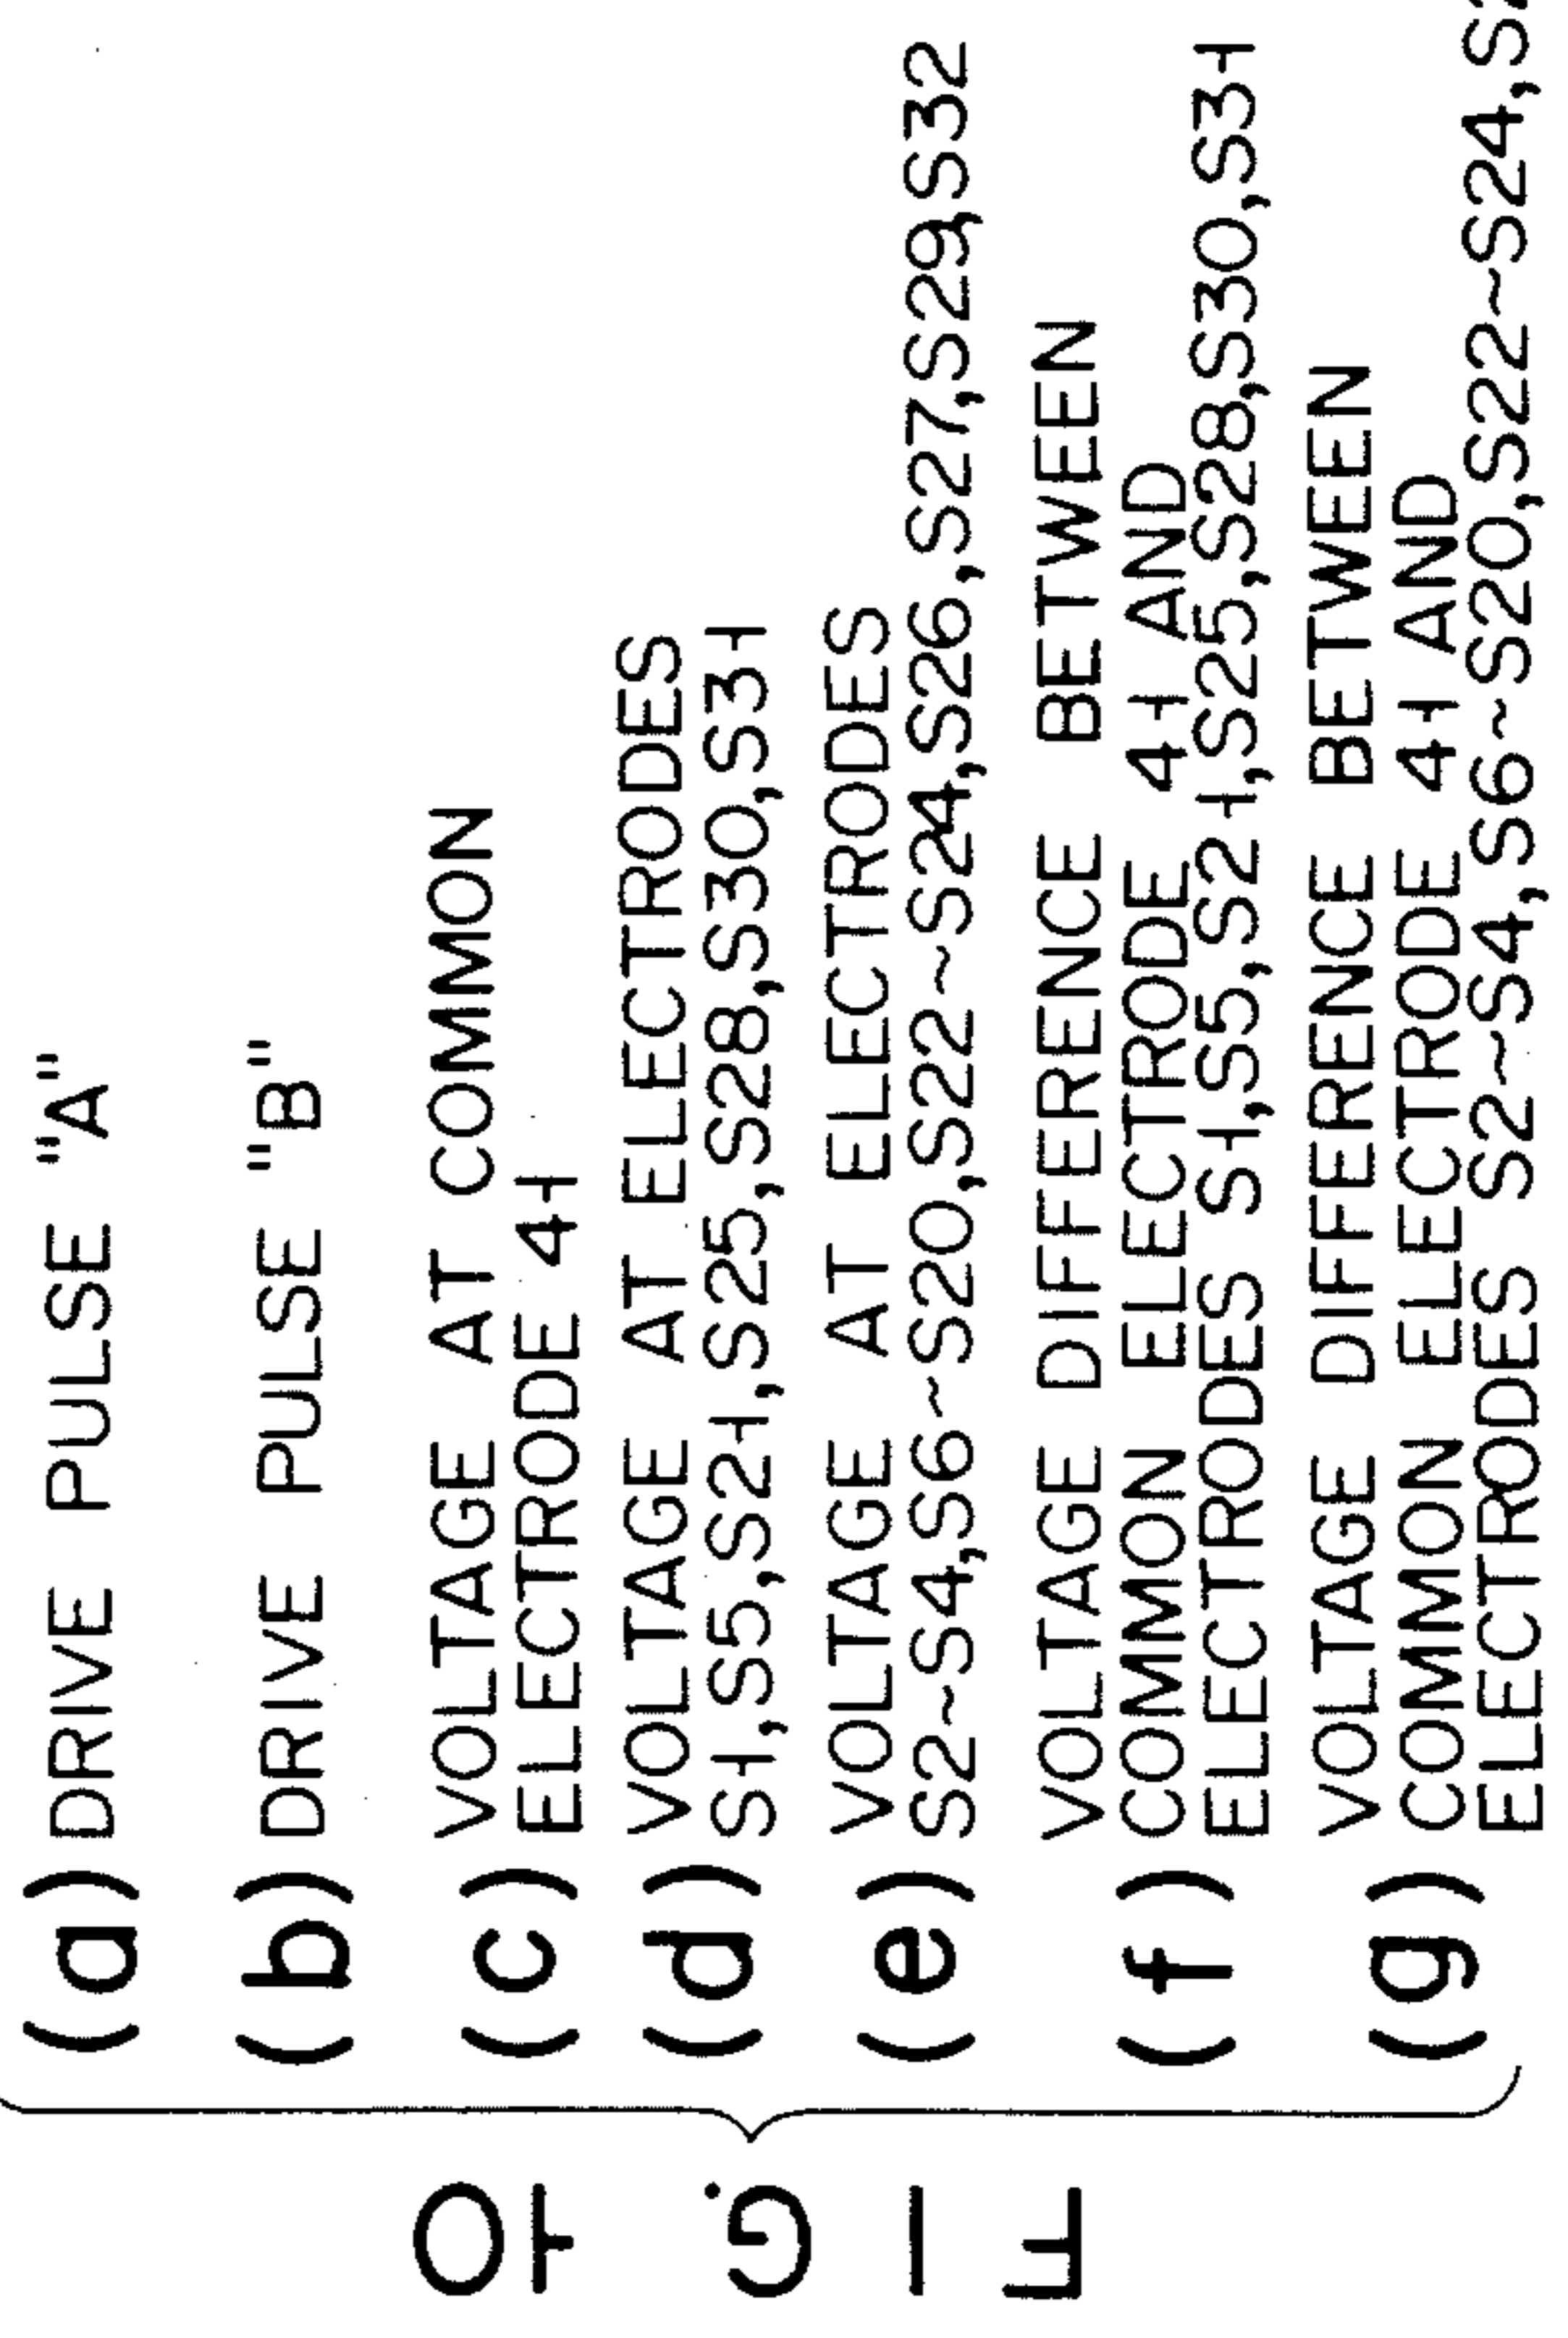 FIG. 10
(a) DRIVE PULSE "A"
(b) DRIVE PULSE "B"
(c) VOLTAGE AT COMMON
ELECTRODE 41
(d) VOLTAGE AT ELECTRODES
S1,S5,S21,S25,S28,S30,S31
(e) VOLTAGE AT ELECTRODES
S2~S4,S6~S20,S22~S24,S26,S27,S29,S32
(f) VOLTAGE DIFFERENCE BETWEEN
COMMON ELECTRODE 41 AND
ELECTRODES S1,S5,S21,S25,S28,S30,S31
(g) VOLTAGE DIFFERENCE BETWEEN
COMMON ELECTRODE 41 AND
ELECTRODES S2~S4,S6~S20,S22~S24,